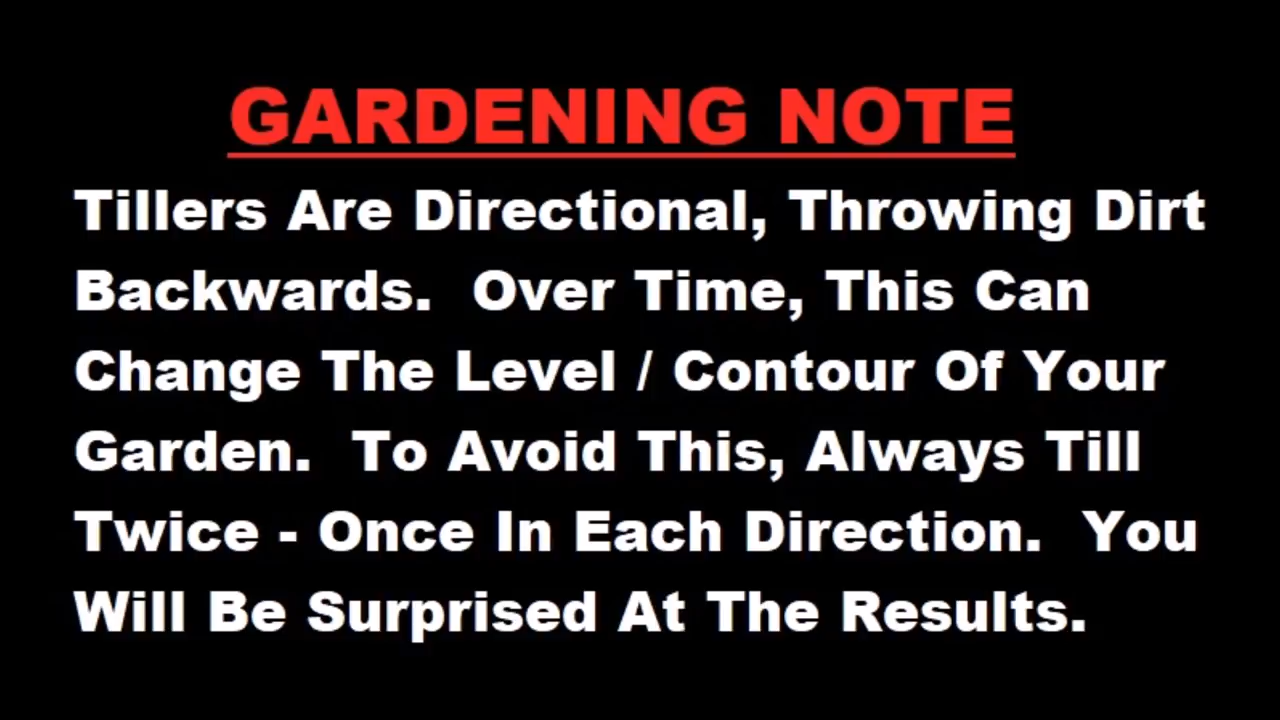 GARDENING NOTE
Tillers Are Directional, Throwing Dirt
Backwards.  Over Time, This Can
Change The Level / Contour Of Your
Garden.  To Avoid This, Always Till
Twice - Once In Each Direction.  You
Will Be Surprised At The Results.